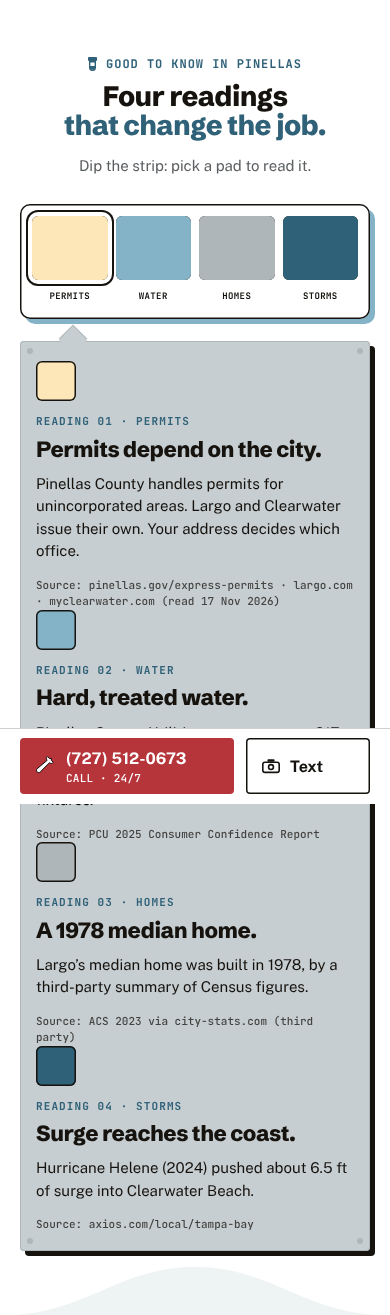 GOOD TO KNOW IN PINELLAS
Four readings
that change the job.
Dip the strip: pick a pad to read it.
PERMITS
WATER
HOMES
STORMS
READING 01 · PERMITS
Permits depend on the city.
Pinellas County handles permits for
unincorporated areas. Largo and Clearwater
issue their own. Your address decides which
office.
Source: pinellas.gov/express-permits · largo.com
· myclearwater.com (read 17 Nov 2026)
READING 02 · WATER
Hard, treated water.
(727) 512-0673
CALL · 24/7
Text
Source: PCU 2025 Consumer Confidence Report
READING 03 · HOMES
A 1978 median home.
Largo’s median home was built in 1978, by a
third-party summary of Census figures.
Source: ACS 2023 via city-stats.com (third
party)
READING 04 · STORMS
Surge reaches the coast.
Hurricane Helene (2024) pushed about 6.5 ft
of surge into Clearwater Beach.
Source: axios.com/local/tampa-bay